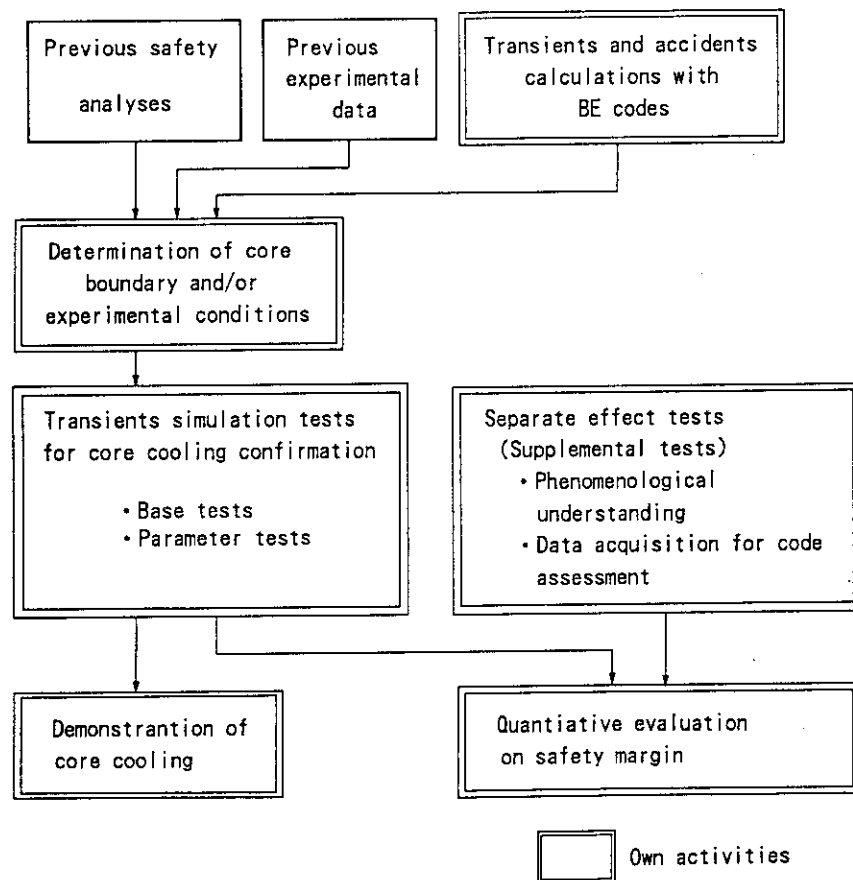 Previous safety
analyses
Previous
experimental
data
Transients and accidents
calculations with
BE codes
Determination of core
boundary and/or
experimental conditions
Transients simulation tests
for core cooling confirmation
・Base tests
・Parameter tests
Separate effect tests
(Supplemental tests)
・Phenomenological
understanding
・Data acquisition for code
assessment
Demonstrantion of
core cooling
Quantiative evaluation
on safety margin
Own activities